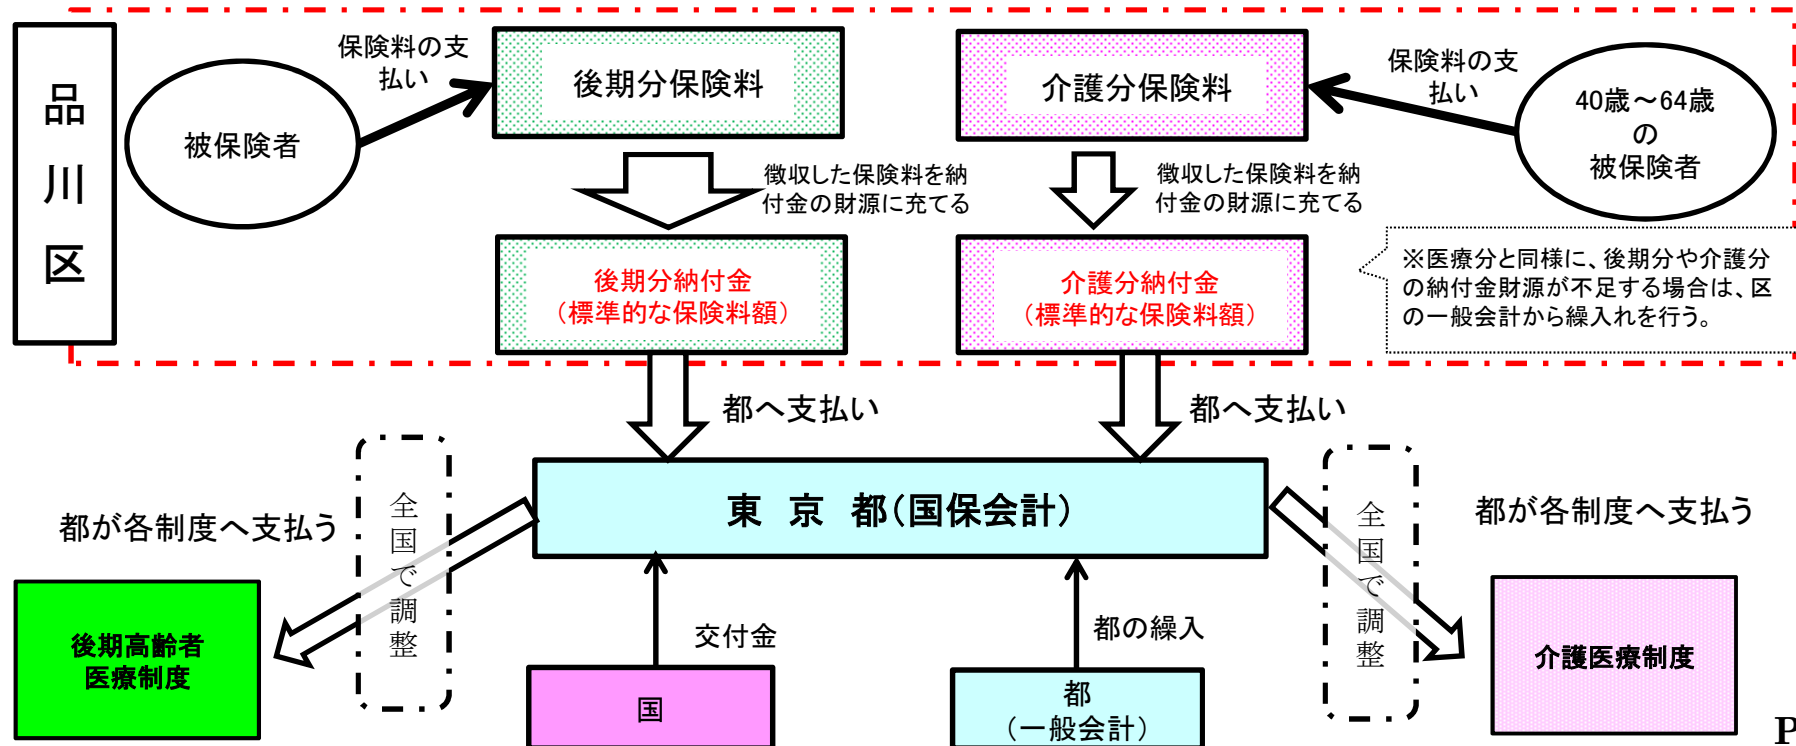 品川区
被保険者
保険料の支
払い
後期分保険料
介護分保険料
保険料の支
払い
40歳～64歳
の
被保険者
徴収した保険料を納
付金の財源に充てる
徴収した保険料を納
付金の財源に充てる
後期分納付金
（標準的な保険料額）
介護分納付金
（標準的な保険料額）
※医療分と同様に、後期分や介護分
の納付金財源が不足する場合は、区
の一般会計から繰入れを行う。
都へ支払い
都へ支払い
東 京 都（国保会計）
都が各制度へ支払う
全国で調整
全国で調整
都が各制度へ支払う
後期高齢者
医療制度
交付金
国
都の繰入
都
（一般会計）
介護医療制度
P